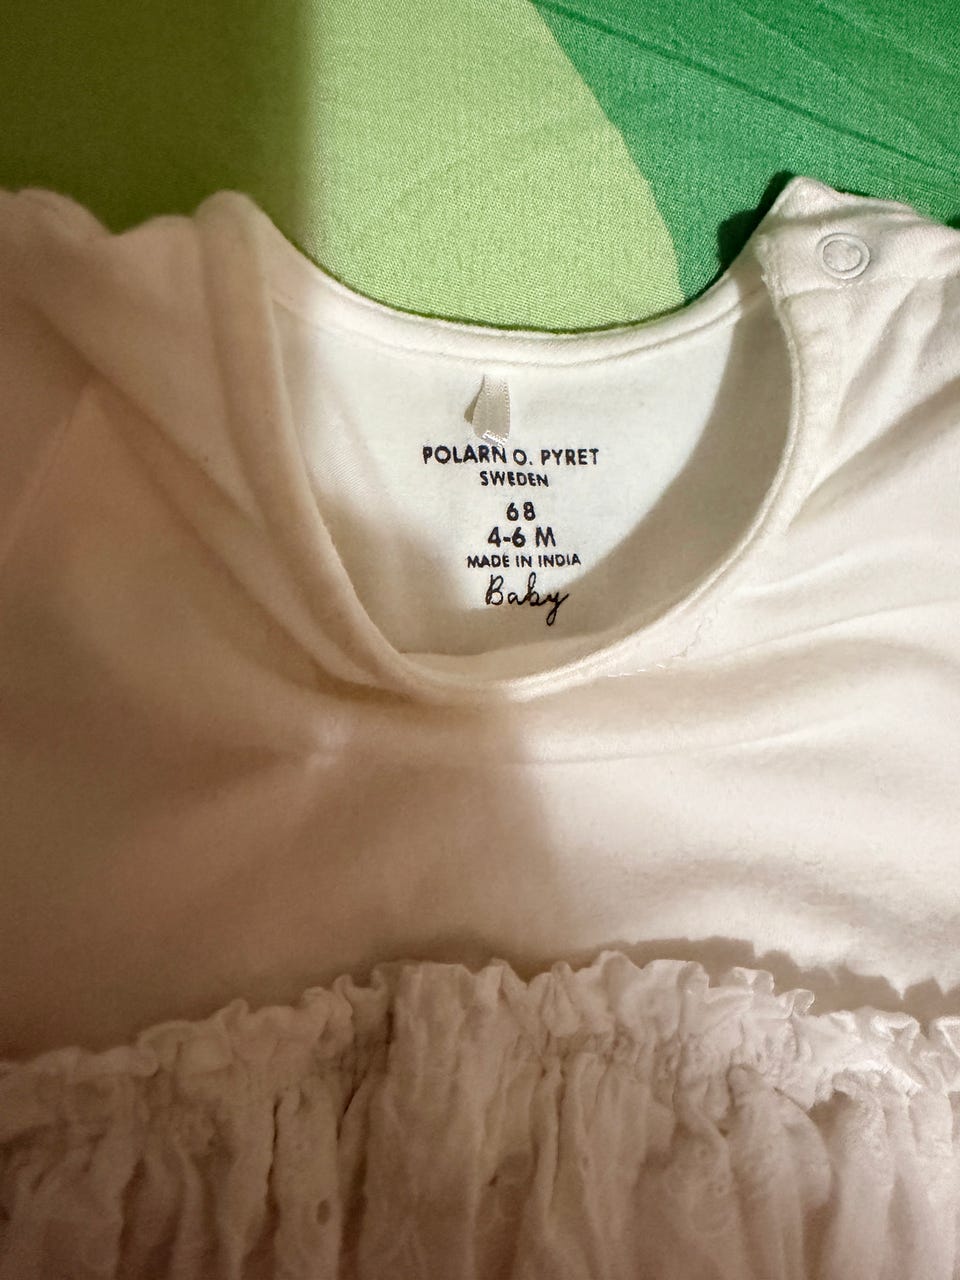 POLARN O. PYRET
SWEDEN
68
4-6 M
MADE IN INDIA
Baby